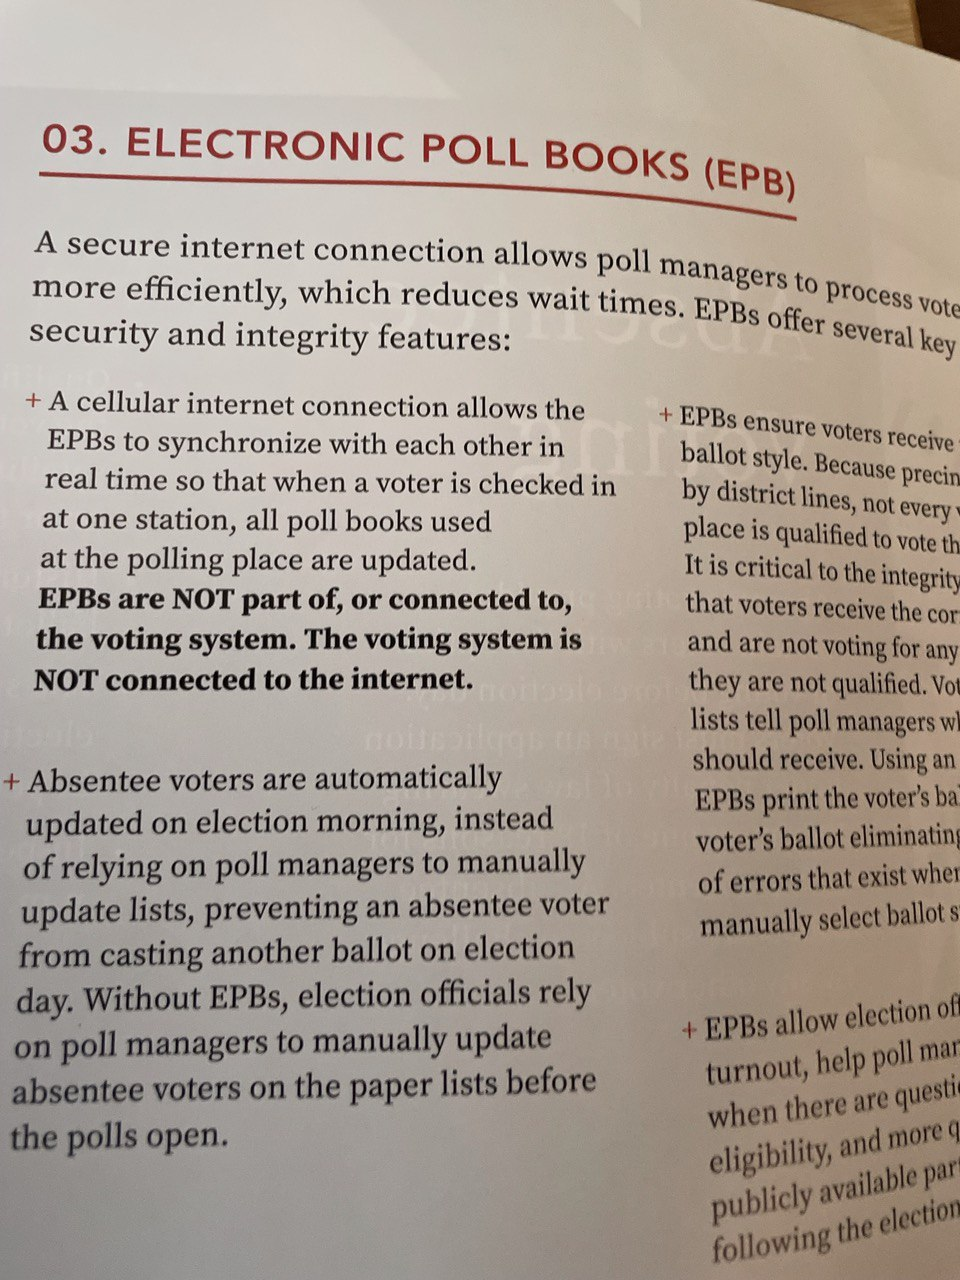 03. ELECTRONIC POLL BOOKS (EPB)
A secure internet connection allows poll managers to process
more efficiently, which reduces wait times. EPBs offer several key
security and integrity features:
+ A cellular internet connection allows the
EPBs to synchronize with each other in
real time so that when a voter is checked in
at one station, all poll books used
at the polling place are updated.
EPBs are NOT part of, or connected to,
the voting system. The voting system is
NOT connected to the internet.
+ Absentee voters are automatically
updated on election morning, instead
of relying on poll managers to manually
update lists, preventing an absentee voter
from casting another ballot on election
day. Without EPBs, election officials rely
on poll managers to manually update
absentee voters on the paper lists before
the polls open.
+ EPBs ensure voters receive
ballot style. Because
by district lines, not every
place is qualified to vote
It is critical to the integrity
that voters receive the
and are not voting for any
they are not qualified.
lists tell poll managers
should receive. Using an
EPBs print the voter's
voter's ballot eliminating
of errors that exist
manually select ballot
+ EPBs allow election
turnout, help poll
when there are
eligibility, and more
publicly available
following the election